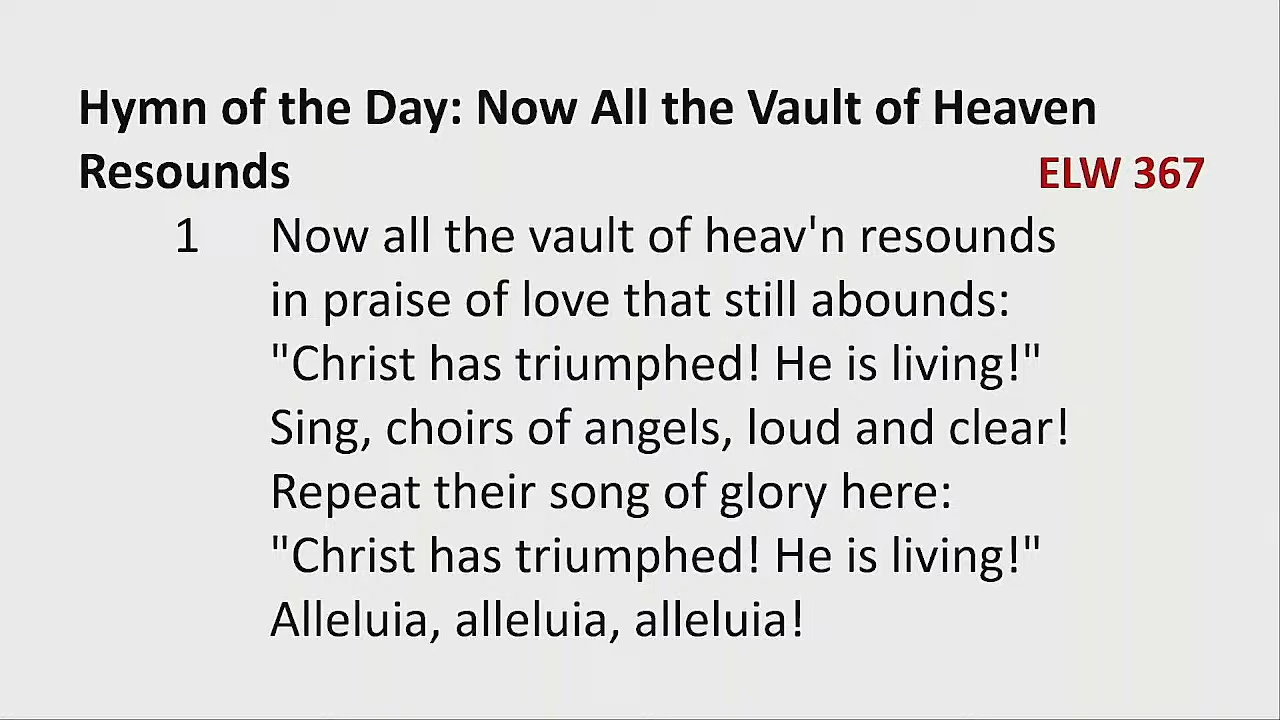 Hymn of the Day: Now All the Vault of Heaven
Resounds ELW 367
1 Now all the vault of heav'n resounds
in praise of love that still abounds:
"Christ has triumphed! He is living!"
Sing, choirs of angels, loud and clear!
Repeat their song of glory here:
"Christ has triumphed! He is living!"
Alleluia, alleluia, alleluia!